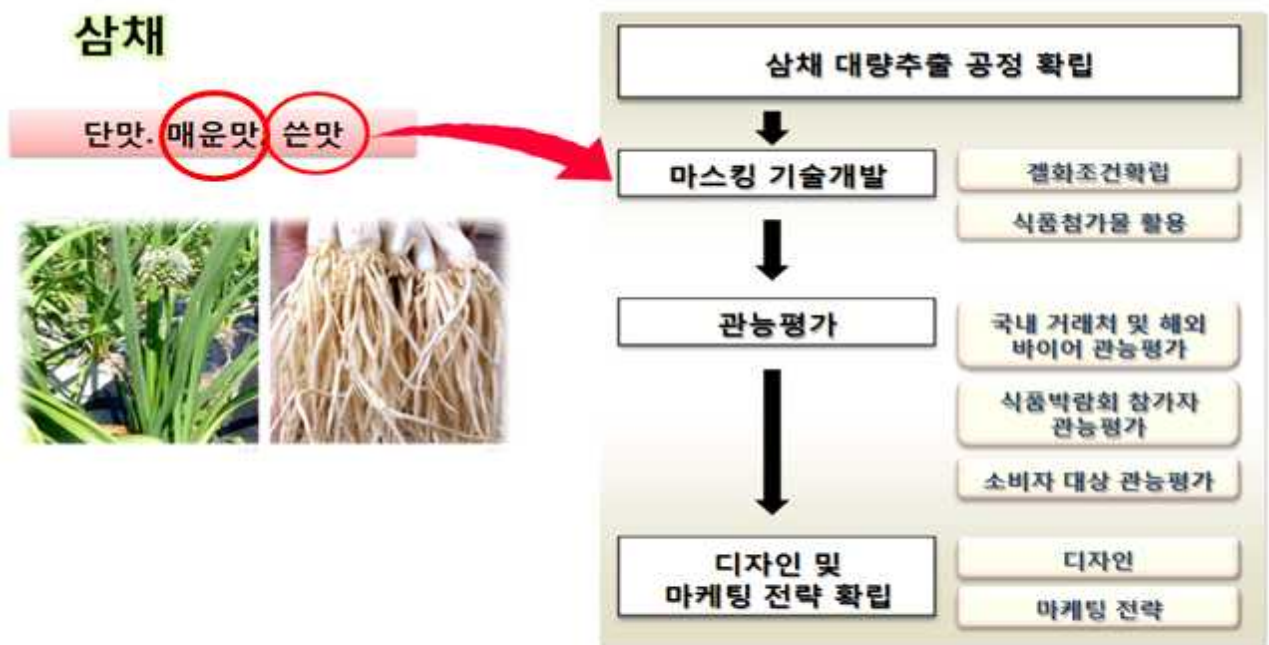 삼채
단맛. 매운맛, 쓴맛
삼채 대량추출 공정 확립
마스킹 기술개발
겔화조건확립
식품첨가물 활용
관능평가
국내 거래처 및 해외
바이어 관능평가
식품박람회 참가자
관능평가
소비자 대상 관능평가
디자인 및
마케팅 전략 확립
디자인
마케팅 전략